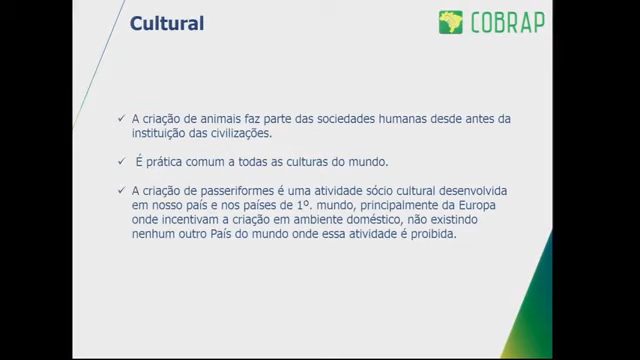 Cultural
COBRAP
A criação de animais faz parte das sociedades humanas desde antes da
instituição das civilizações.
É prática comum a todas as culturas do mundo.
A criação de passeriformes é uma atividade sócio cultural desenvolvida
em nosso país e nos países de 1º. mundo, principalmente da Europa
onde incentivam a criação em ambiente doméstico, não existindo
nenhum outro País do mundo onde essa atividade é proibida.